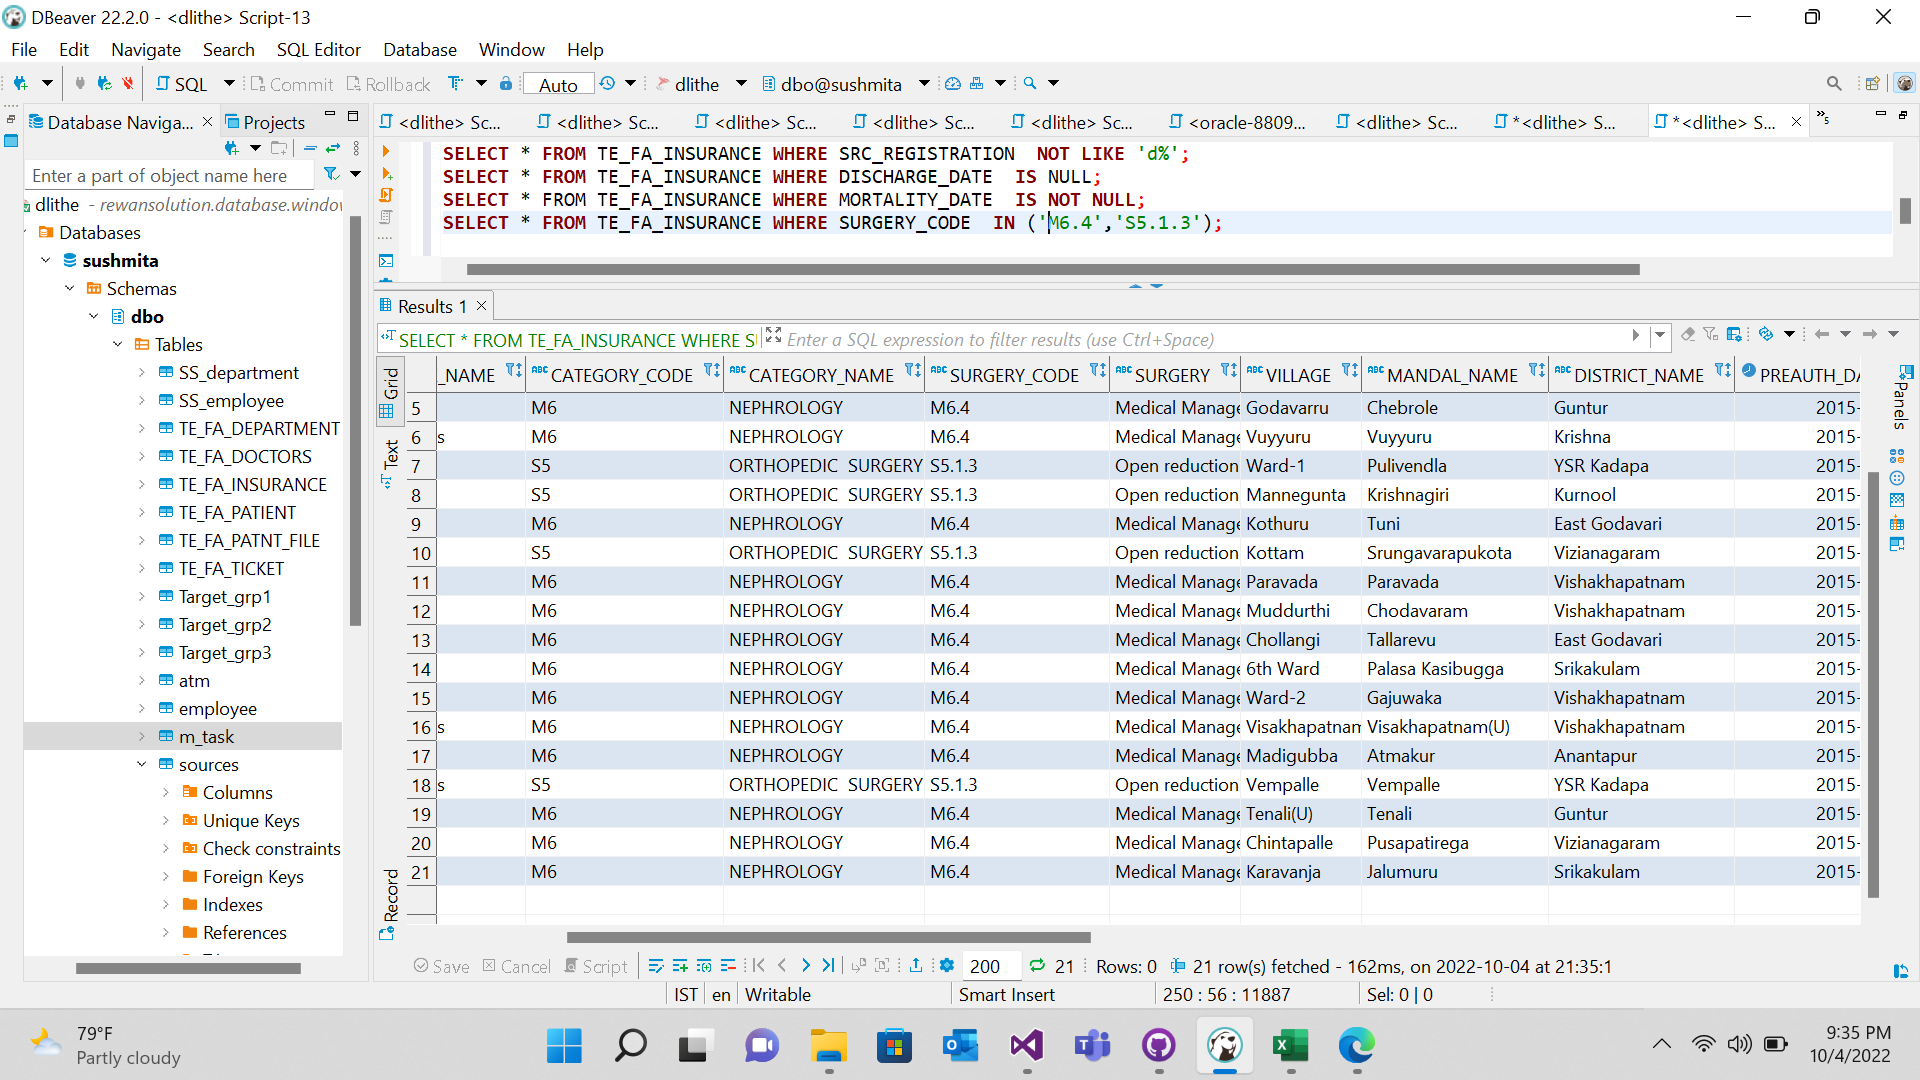 DBeaver 22.2.0 - <dlithe> Script-13
File Edit Navigate Search SQL Editor Database Window Help
SQL Commit Rollback Auto dlithe dbo@sushmita
Database Naviga... Projects
<dlithe> Sc... <dlithe> Sc... <dlithe> Sc... <dlithe> Sc... <dlithe> Sc... <oracle-8809... <dlithe> Sc... *<dlithe> S... *<dlithe> S... »5
Enter a part of object name here
dlithe - rewansolution.database.window
Databases
sushmita
Schemas
dbo
Tables
SS_department
SS_employee
TE_FA_DEPARTMENT
TE_FA_DOCTORS
TE_FA_INSURANCE
TE_FA_PATIENT
TE_FA_PATNT_FILE
TE_FA_TICKET
Target_grp1
Target_grp2
Target_grp3
atm
employee
m_task
sources
Columns
Unique Keys
Check constraints
Foreign Keys
Indexes
References
SELECT * FROM TE_FA_INSURANCE WHERE SRC_REGISTRATION  NOT LIKE 'd%';
SELECT * FROM TE_FA_INSURANCE WHERE DISCHARGE_DATE  IS NULL;
SELECT * FROM TE_FA_INSURANCE WHERE MORTALITY_DATE  IS NOT NULL;
SELECT * FROM TE_FA_INSURANCE WHERE SURGERY_CODE  IN ('M6.4','S5.1.3');
Results 1
SELECT * FROM TE_FA_INSURANCE WHERE SU Enter a SQL expression to filter results (use Ctrl+Space)
Grid
Text
Record
Panels
_NAME ABC CATEGORY_CODE ABC CATEGORY_NAME ABC SURGERY_CODE ABC SURGERY ABC VILLAGE ABC MANDAL_NAME ABC DISTRICT_NAME PREAUTH_DA
5 M6 NEPHROLOGY M6.4 Medical Manage Godavarru Chebrole Guntur 2015-
6 s M6 NEPHROLOGY M6.4 Medical Manage Vuyyuru Vuyyuru Krishna 2015-
7 S5 ORTHOPEDIC SURGERY S5.1.3 Open reduction Ward-1 Pulivendla YSR Kadapa 2015-
8 S5 ORTHOPEDIC SURGERY S5.1.3 Open reduction Mannegunta Krishnagiri Kurnool 2015-
9 M6 NEPHROLOGY M6.4 Medical Manage Kothuru Tuni East Godavari 2015-
10 S5 ORTHOPEDIC SURGERY S5.1.3 Open reduction Kottam Srungavarapukota Vizianagaram 2015-
11 M6 NEPHROLOGY M6.4 Medical Manage Paravada Paravada Vishakhapatnam 2015-
12 M6 NEPHROLOGY M6.4 Medical Manage Muddurthi Chodavaram Vishakhapatnam 2015-
13 M6 NEPHROLOGY M6.4 Medical Manage Chollangi Tallarevu East Godavari 2015-
14 M6 NEPHROLOGY M6.4 Medical Manage 6th Ward Palasa Kasibugga Srikakulam 2015-
15 M6 NEPHROLOGY M6.4 Medical Manage Ward-2 Gajuwaka Vishakhapatnam 2015-
16 s M6 NEPHROLOGY M6.4 Medical Manage Visakhapatnam Visakhapatnam(U) Vishakhapatnam 2015-
17 M6 NEPHROLOGY M6.4 Medical Manage Madigubba Atmakur Anantapur 2015-
18 s S5 ORTHOPEDIC SURGERY S5.1.3 Open reduction Vempalle Vempalle YSR Kadapa 2015-
19 M6 NEPHROLOGY M6.4 Medical Manage Tenali(U) Tenali Guntur 2015-
20 M6 NEPHROLOGY M6.4 Medical Manage Chintapalle Pusapatirega Vizianagaram 2015-
21 M6 NEPHROLOGY M6.4 Medical Manage Karavanja Jalumuru Srikakulam 2015-
Save Cancel Script 200 21 Rows: 0 21 row(s) fetched - 162ms, on 2022-10-04 at 21:35:1
IST en Writable Smart Insert 250 : 56 : 11887 Sel: 0 | 0
79°F
Partly cloudy
9:35 PM
10/4/2022